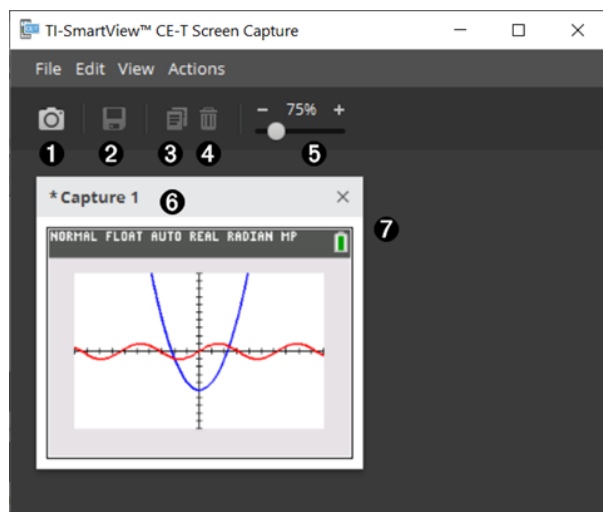 TI-SmartView™ CE-T Screen Capture
File Edit View Actions
− 75% +
1 2 3 4 5
*Capture 1 6
7
NORMAL FLOAT AUTO REAL RADIAN MP